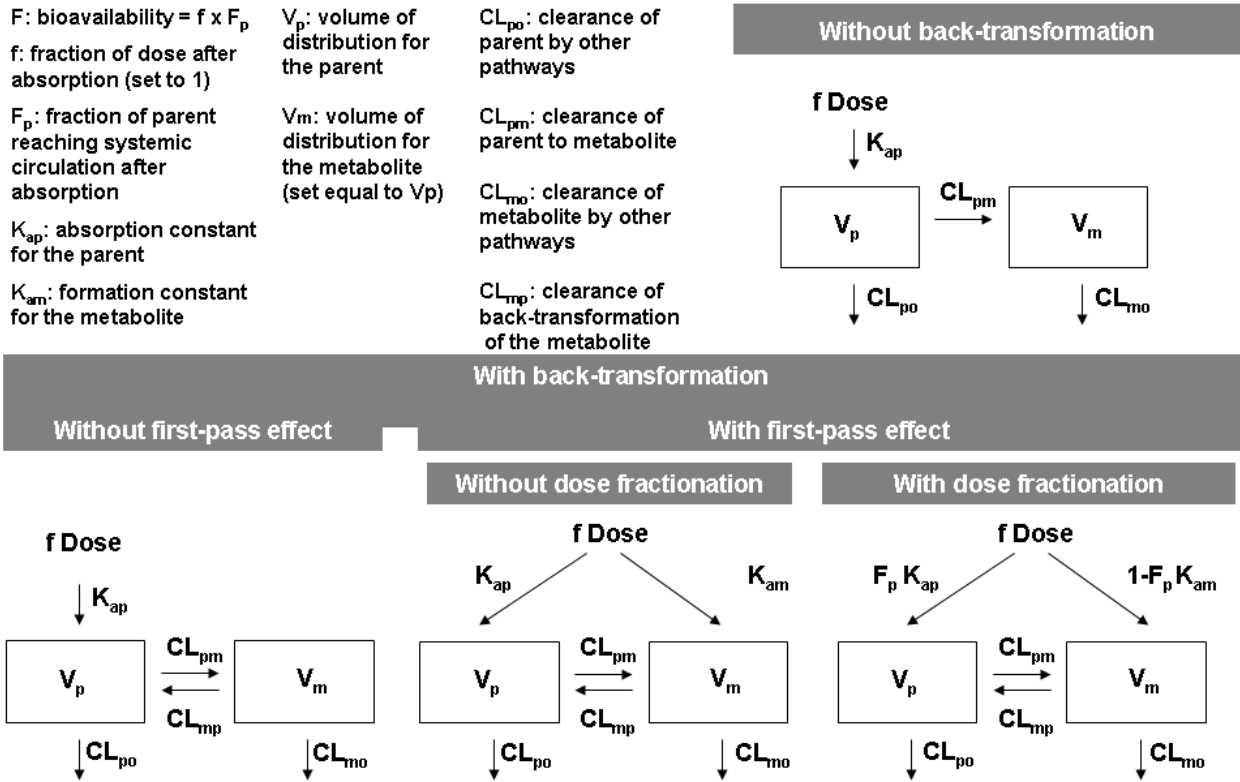 F: bioavailability = f x Fp
f: fraction of dose after
absorption (set to 1)
Fp: fraction of parent
reaching systemic
circulation after
absorption
Kap: absorption constant
for the parent
Kam: formation constant
for the metabolite
Vp: volume of
distribution for
the parent
Vm: volume of
distribution for
the metabolite
(set equal to Vp)
CLpo: clearance of
parent by other
pathways
CLpm: clearance of
parent to metabolite
CLmo: clearance of
metabolite by other
pathways
CLmp: clearance of
back-transformation
of the metabolite
Without back-transformation
f Dose
Kap
Vp
CLpm
Vm
CLpo
CLmo
With back-transformation
Without first-pass effect
With first-pass effect
Without dose fractionation
With dose fractionation
f Dose
Kap
Vp
CLpm
CLmp
Vm
CLpo
CLmo
f Dose
Kap
Kam
Vp
CLpm
CLmp
Vm
CLpo
CLmo
f Dose
Fp Kap
1-Fp Kam
Vp
CLpm
CLmp
Vm
CLpo
CLmo